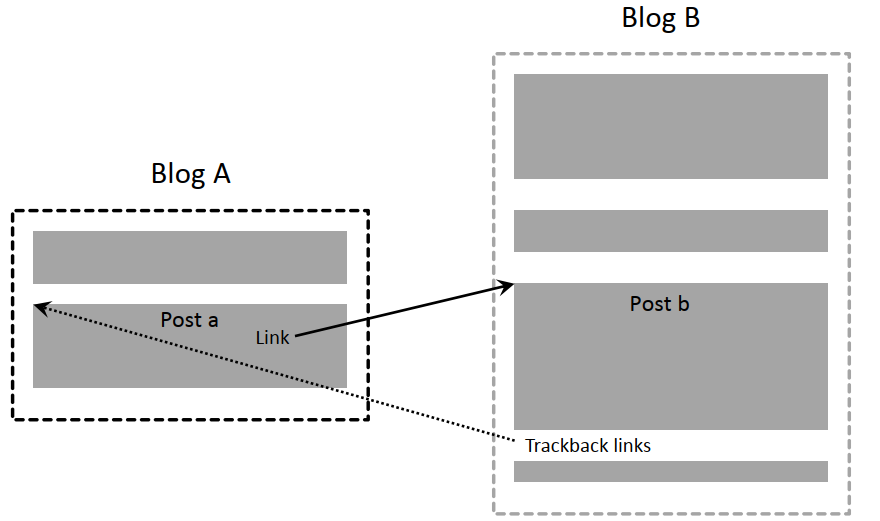 Blog B
Blog A
Post a
Link
Post b
Trackback links